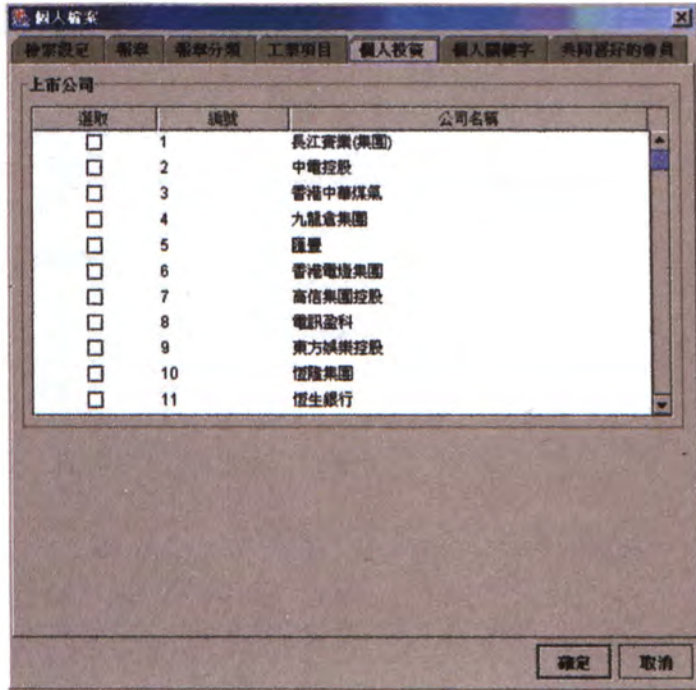 個人檔案
檢索設定 報章 報章分類 工業項目 個人投資 個人關鍵字 共同喜好的會員
上市公司
選取 編號 公司名稱
1 長江實業(集團)
2 中電控股
3 香港中華煤氣
4 九龍倉集團
5 匯豐
6 香港電燈集團
7 高信集團控股
8 電訊盈科
9 東方娛樂控股
10 恆隆集團
11 恆生銀行
確定 取消